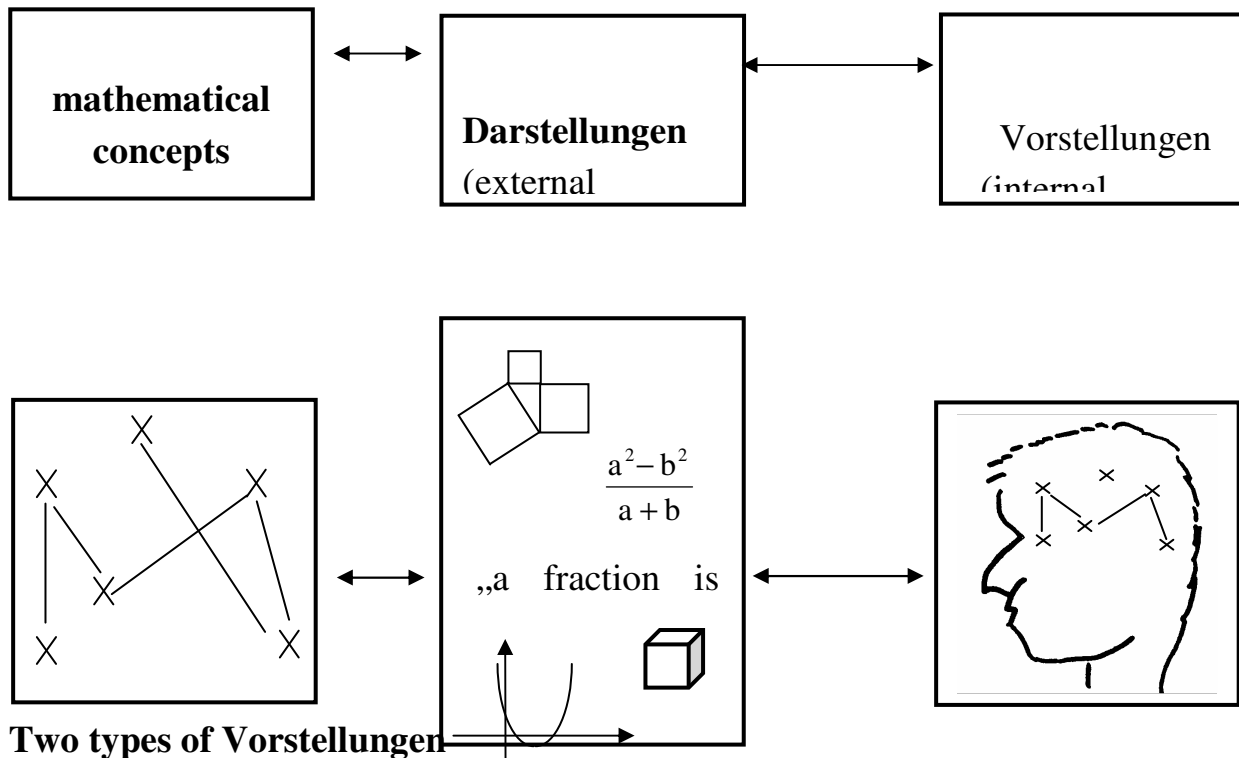 mathematical
concepts
Darstellungen
(external
Vorstellungen
(internal
a² − b²
a + b
„a fraction is
Two types of Vorstellungen